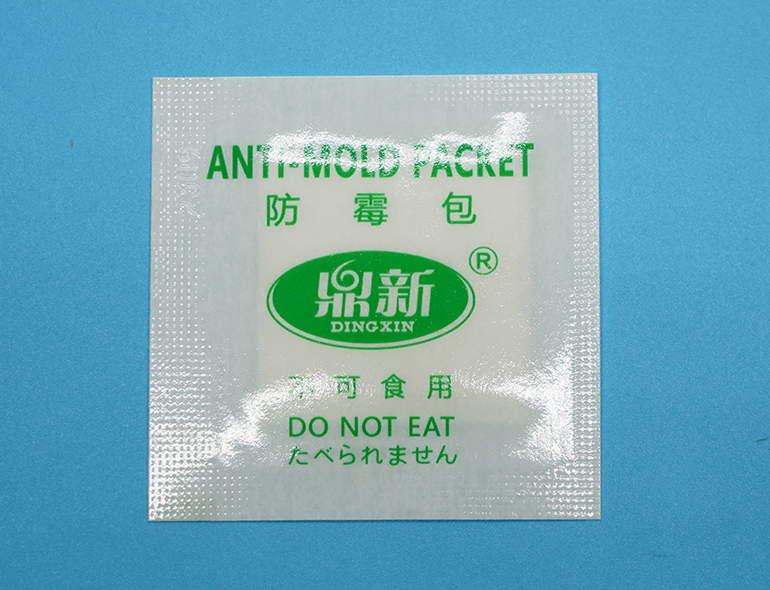 ANTI-MOLD PACKET
防霉包
®
鼎新
DINGXIN
不可食用
DO NOT EAT
たべられません